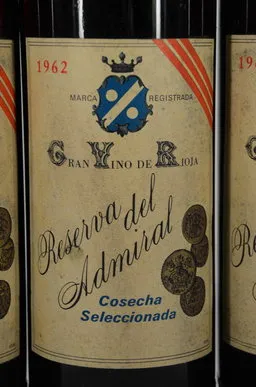 1962
MARCA REGISTRADA
GRAN VINO DE RIOJA
Reserva del
Admiral
Cosecha
Seleccionada